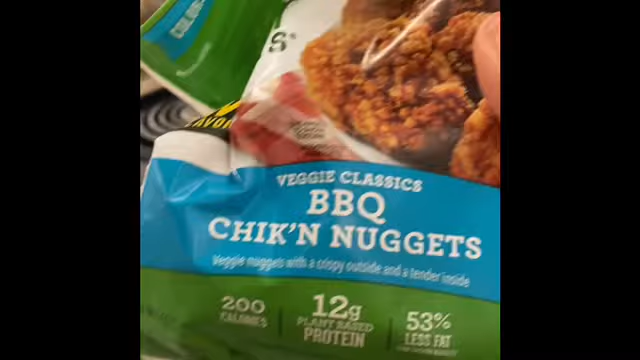 S®
VEGGIE CLASSICS
BBQ
CHIK'N NUGGETS
Veggie nuggets with a crispy outside and a tender inside
200
CALORIES
12g
PLANT BASED
PROTEIN
53%
LESS FAT